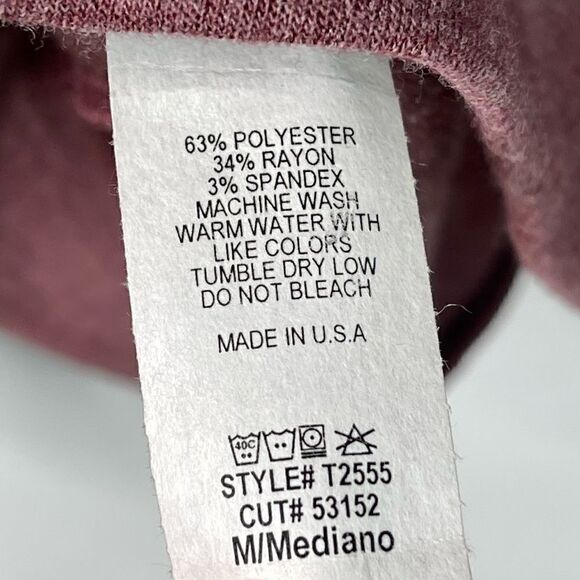 63% POLYESTER
34% RAYON
3% SPANDEX
MACHINE WASH
WARM WATER WITH
LIKE COLORS
TUMBLE DRY LOW
DO NOT BLEACH
MADE IN U.S.A
40C
STYLE# T2555
CUT# 53152
M/Mediano